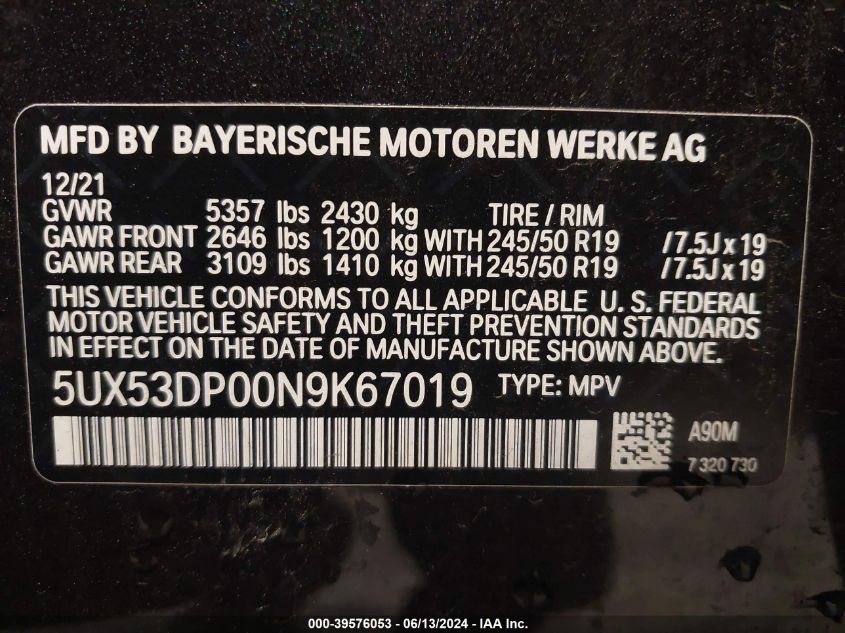 MFD BY BAYERISCHE MOTOREN WERKE AG
12/21
GVWR 5357 lbs 2430 kg TIRE / RIM
GAWR FRONT 2646 lbs 1200 kg WITH 245/50 R19 /7.5J x 19
GAWR REAR 3109 lbs 1410 kg WITH 245/50 R19 /7.5J x 19
THIS VEHICLE CONFORMS TO ALL APPLICABLE U. S. FEDERAL
MOTOR VEHICLE SAFETY AND THEFT PREVENTION STANDARDS
IN EFFECT ON THE DATE OF MANUFACTURE SHOWN ABOVE.
5UX53DP00N9K67019 TYPE: MPV
A90M
7 320 730
000-39576053 - 06/13/2024 - IAA Inc.